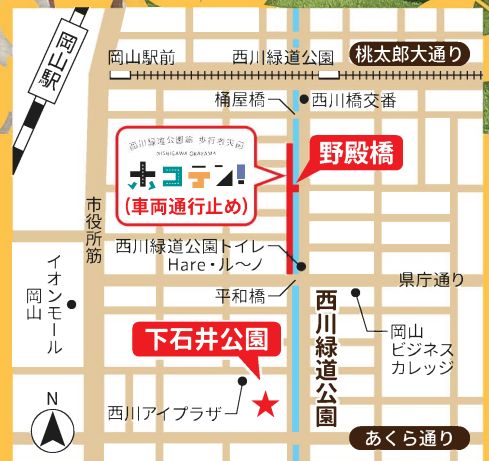 岡山駅
岡山駅前
西川緑道公園
桃太郎大通り
桶屋橋
西川橋交番
西川緑道公園筋 歩行者天国
NISHIGAWA OKAYAMA
ホコテン!
(車両通行止め)
野殿橋
市役所筋
西川緑道公園トイレ
Hare・ル〜ノ
県庁通り
平和橋
イオンモール
岡山
西川緑道公園
岡山
ビジネス
カレッジ
下石井公園
西川アイプラザ
N
あくら通り